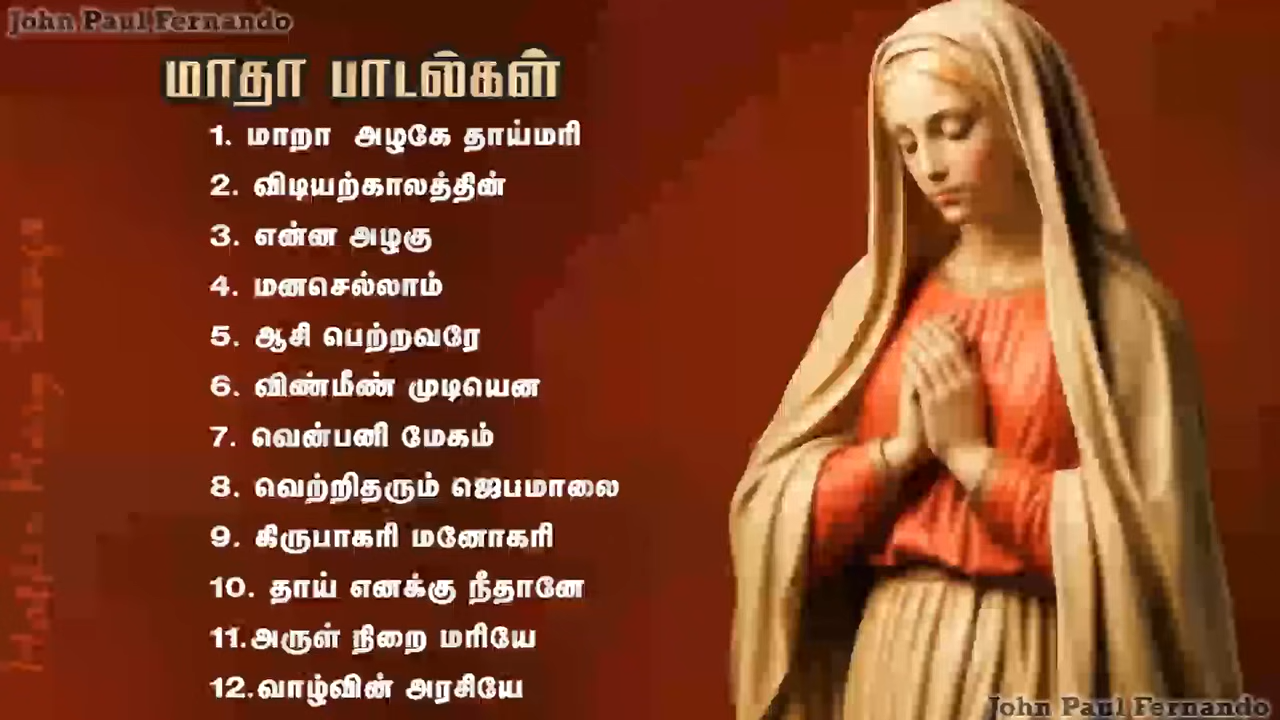 John Paul Fernando
மாதா பாடல்கள்
1. மாறா அழகே தாய்மரி
2. விடியற்காலத்தின்
3. என்ன அழகு
4. மனசெல்லாம்
5. ஆசி பெற்றவரே
6. விண்மீண் முடியென
7. வென்பனி மேகம்
8. வெற்றிதரும் ஜெபமாலை
9. கிருபாகரி மனோகரி
10. தாய் எனக்கு நீதானே
11.அருள் நிறை மரியே
12.வாழ்வின் அரசியே
John Paul Fernando